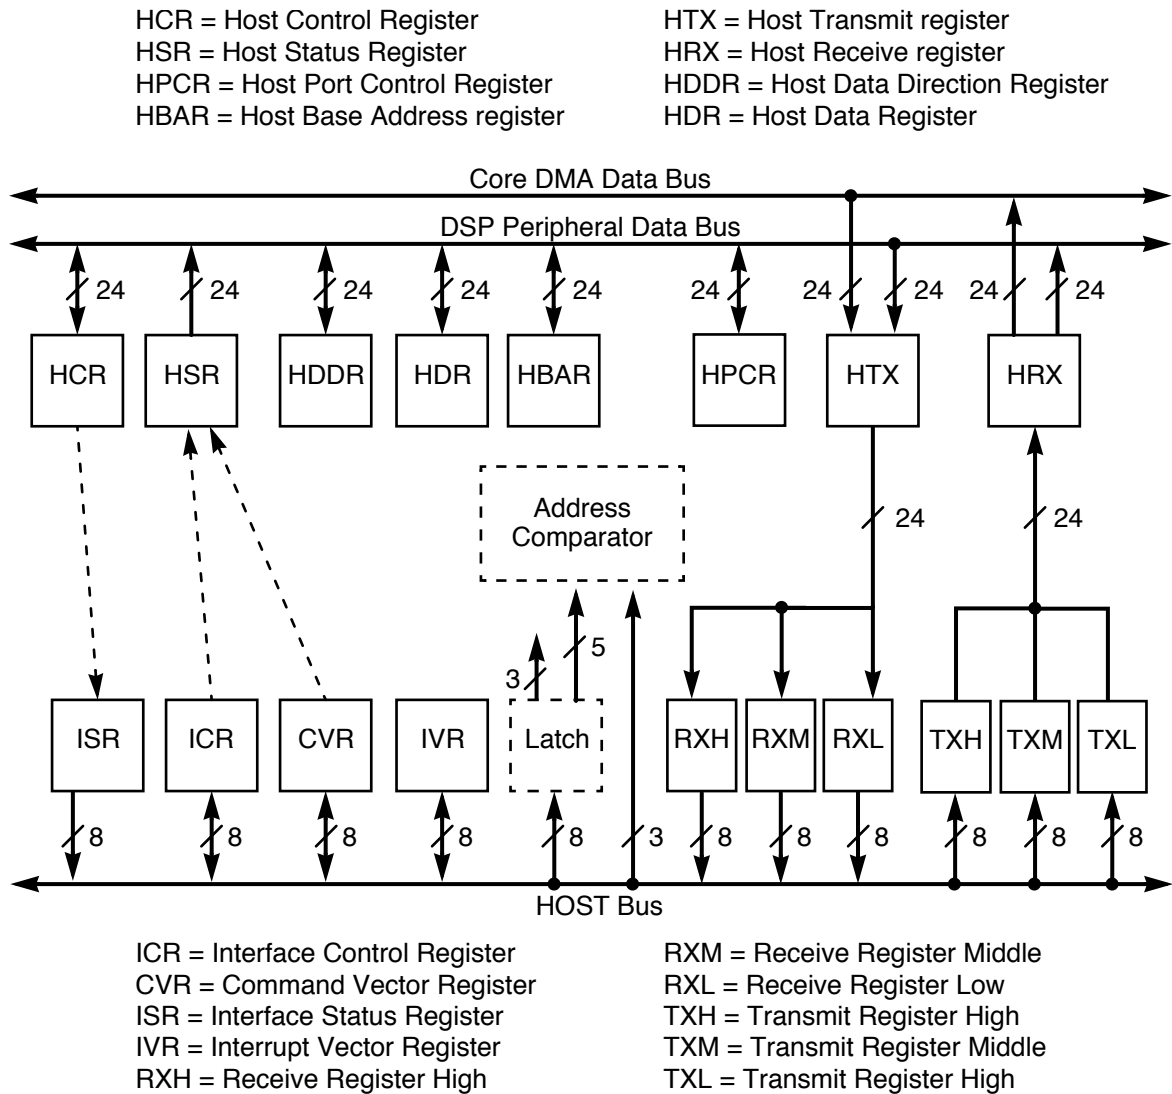 HCR = Host Control Register
HSR = Host Status Register
HPCR = Host Port Control Register
HBAR = Host Base Address register
HTX = Host Transmit register
HRX = Host Receive register
HDDR = Host Data Direction Register
HDR = Host Data Register
Core DMA Data Bus
DSP Peripheral Data Bus
24 24 24 24 24 24 24 24 24 24
HCR HSR HDDR HDR HBAR HPCR HTX HRX
Address
Comparator
24 24
5
3
ISR ICR CVR IVR Latch RXH RXM RXL TXH TXM TXL
8 8 8 8 8 3 8 8 8 8 8 8
HOST Bus
ICR = Interface Control Register
CVR = Command Vector Register
ISR = Interface Status Register
IVR = Interrupt Vector Register
RXH = Receive Register High
RXM = Receive Register Middle
RXL = Receive Register Low
TXH = Transmit Register High
TXM = Transmit Register Middle
TXL = Transmit Register High